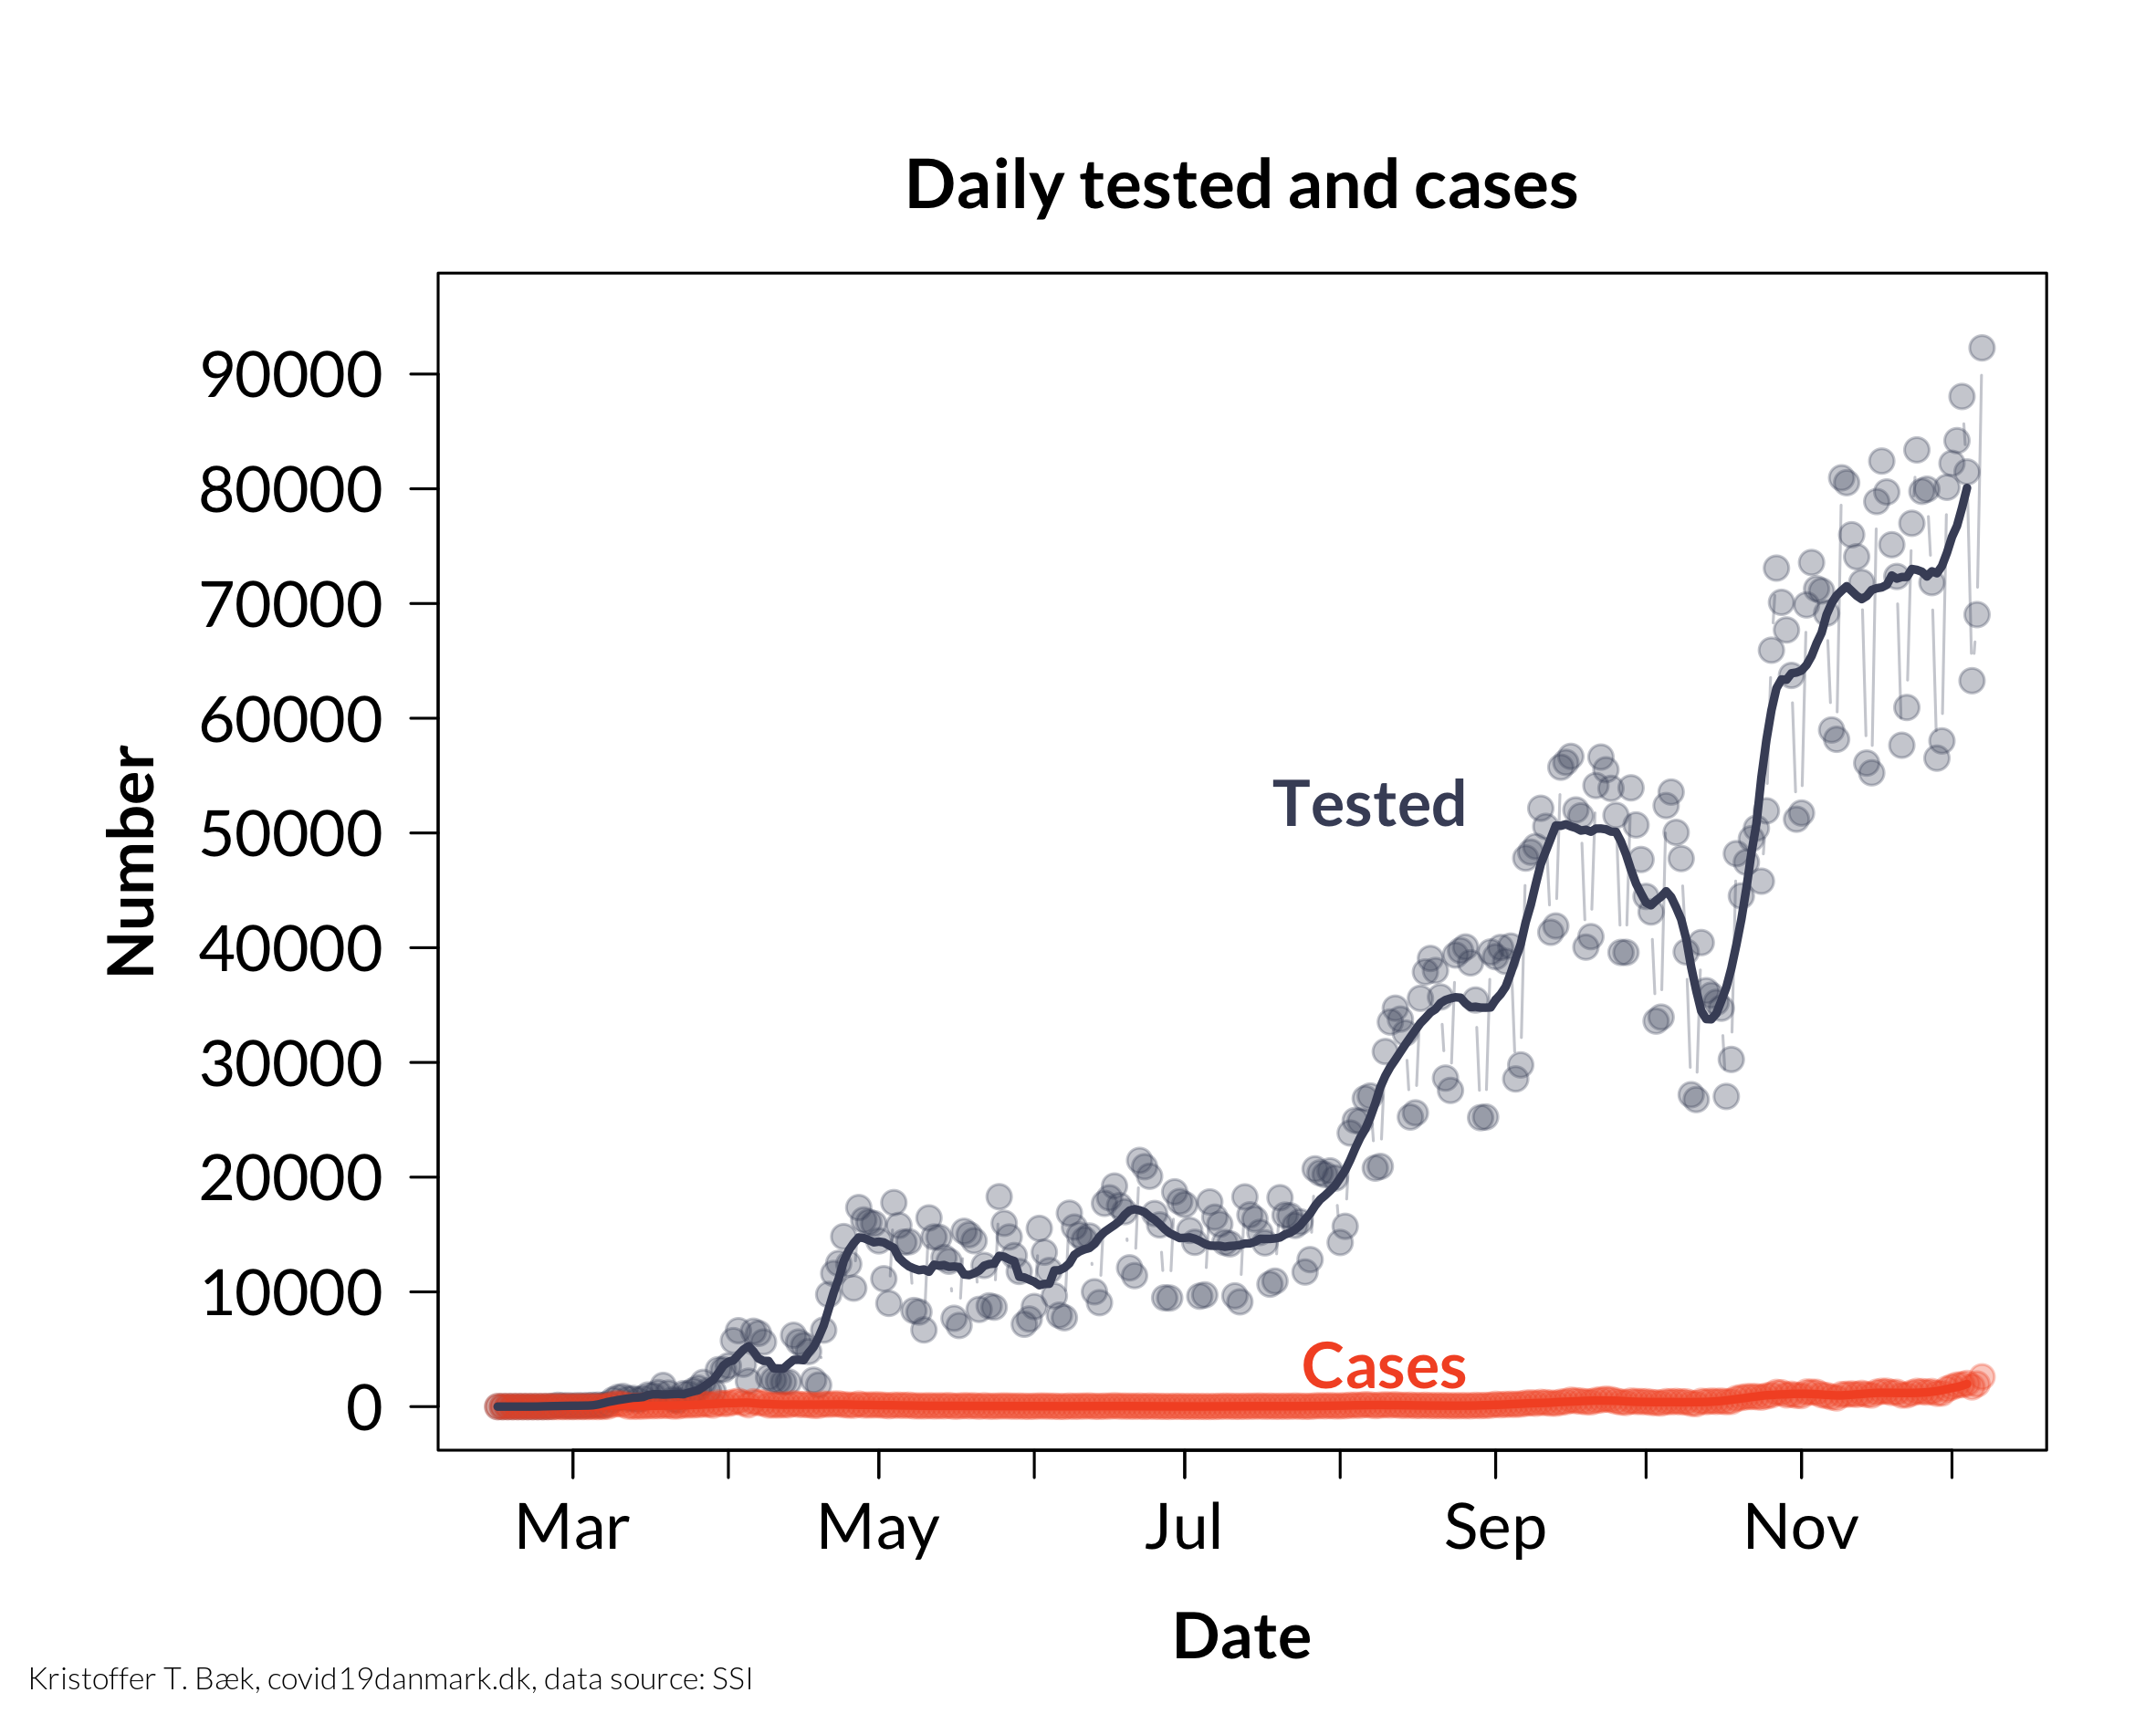 Daily tested and cases
90000
80000
70000
60000
50000
40000
30000
20000
10000
0
Number
Tested
Cases
Mar May Jul Sep Nov
Date
Kristoffer T. Bæk, covid19danmark.dk, data source: SSI